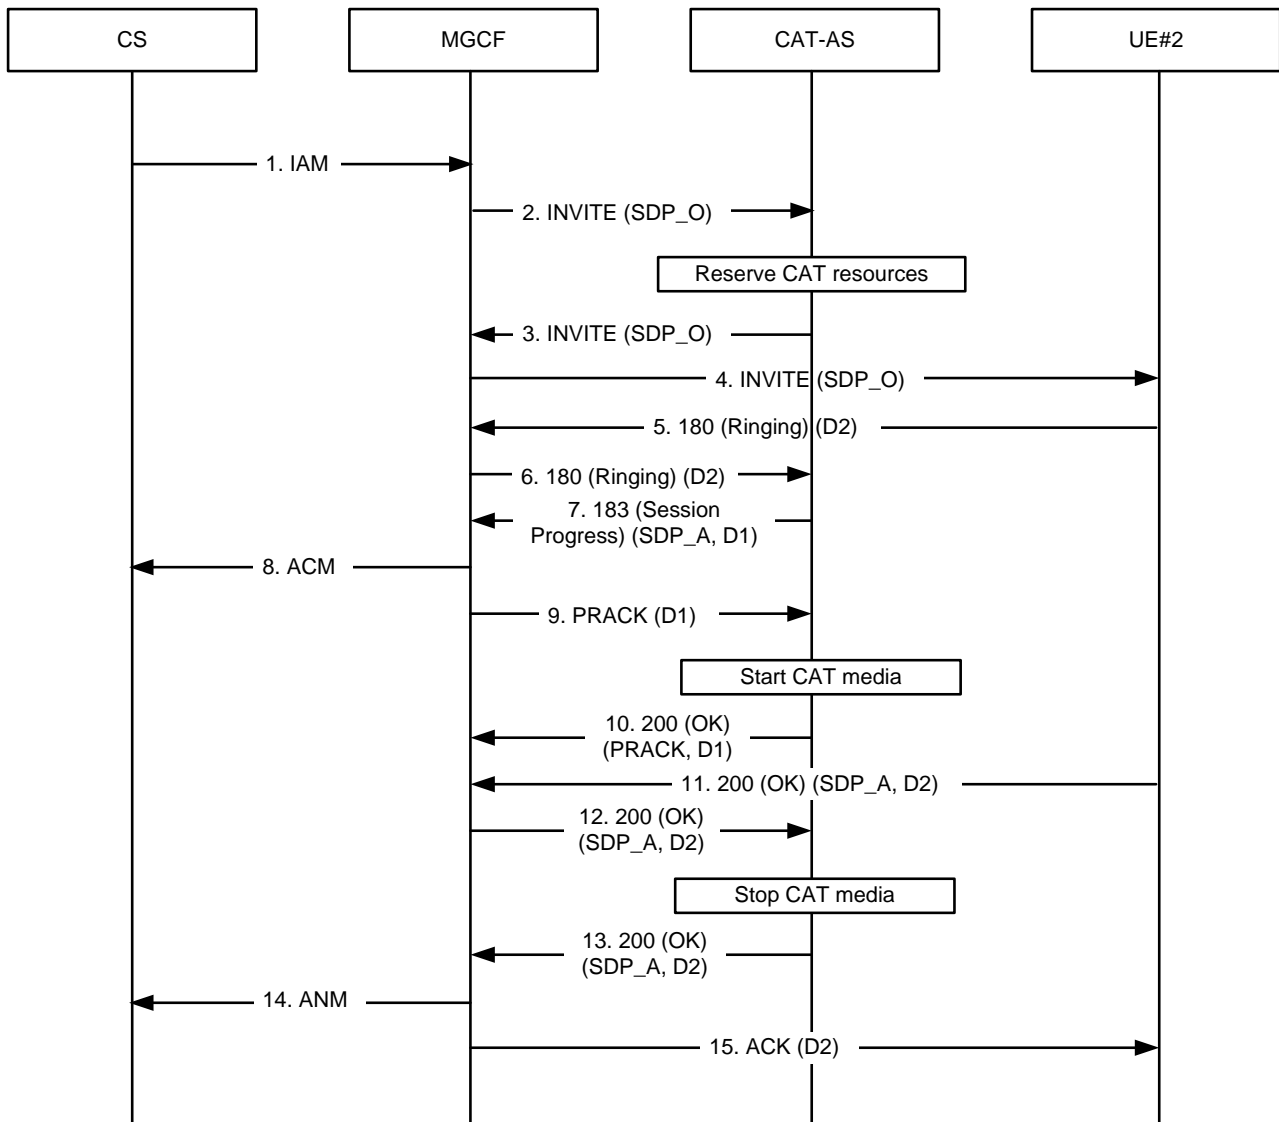 CS
MGCF
CAT-AS
UE#2
1. IAM
2. INVITE (SDP_O)
Reserve CAT resources
3. INVITE (SDP_O)
4. INVITE (SDP_O)
5. 180 (Ringing) (D2)
6. 180 (Ringing) (D2)
7. 183 (Session
Progress) (SDP_A, D1)
8. ACM
9. PRACK (D1)
Start CAT media
10. 200 (OK)
(PRACK, D1)
11. 200 (OK) (SDP_A, D2)
12. 200 (OK)
(SDP_A, D2)
Stop CAT media
13. 200 (OK)
(SDP_A, D2)
14. ANM
15. ACK (D2)